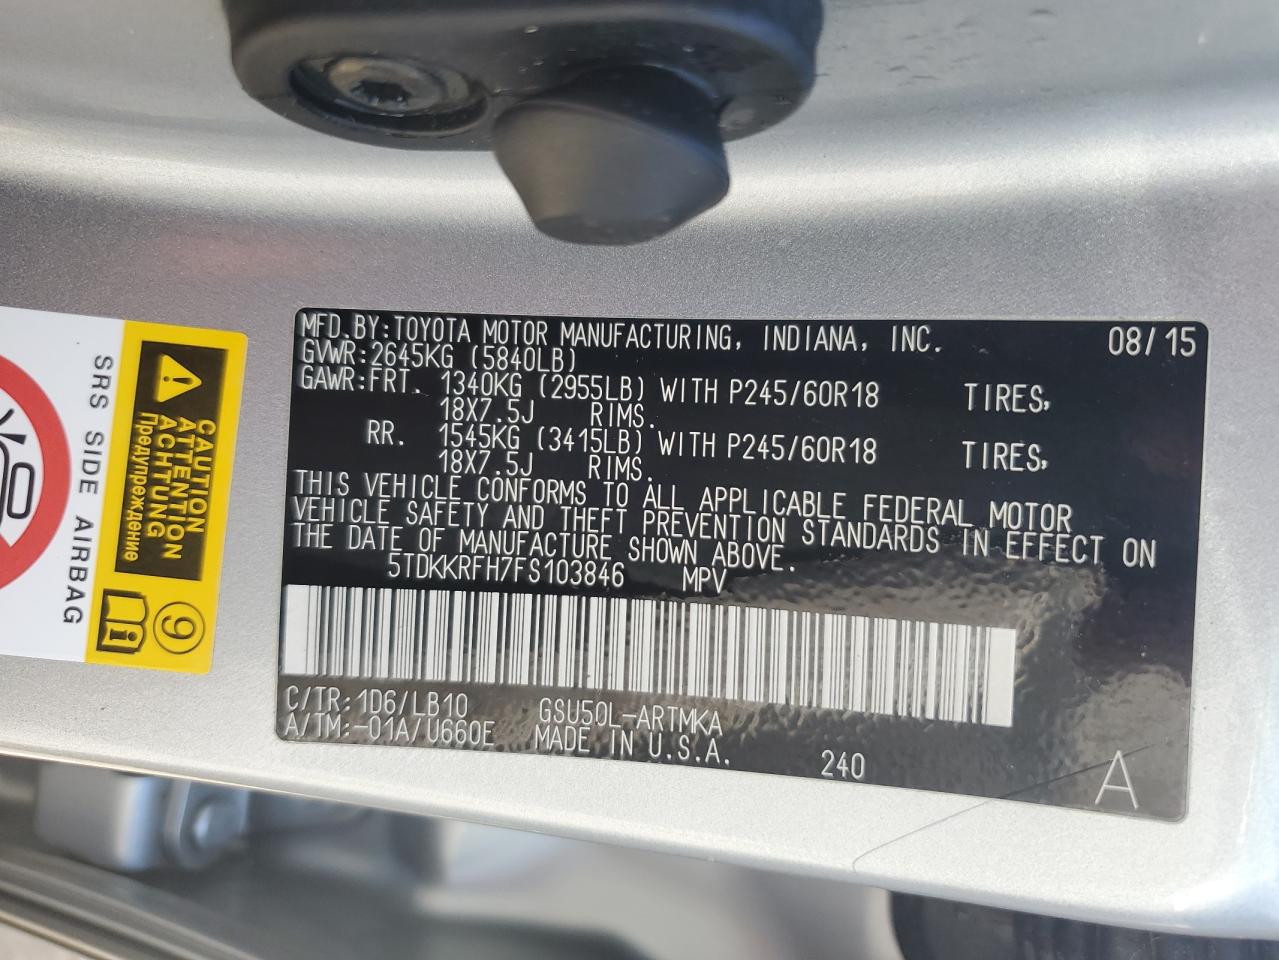 MFD.BY:TOYOTA MOTOR MANUFACTURING, INDIANA, INC. 08/15
GVWR:2645KG (5840LB)
GAWR:FRT. 1340KG (2955LB) WITH P245/60R18 TIRES,
18X7.5J RIMS.
RR. 1545KG (3415LB) WITH P245/60R18 TIRES,
18X7.5J RIMS.
THIS VEHICLE CONFORMS TO ALL APPLICABLE FEDERAL MOTOR
VEHICLE SAFETY AND THEFT PREVENTION STANDARDS IN EFFECT ON
THE DATE OF MANUFACTURE SHOWN ABOVE.
5TDKKRFH7FS103846 MPV
C/TR:1D6/LB10 GSU50L-ARTMKA
A/TM:-01A/U660E MADE IN U.S.A. 240 A
CAUTION
ATTENTION
ACHTUNG
Предупреждение
9
i
SRS SIDE AIRBAG